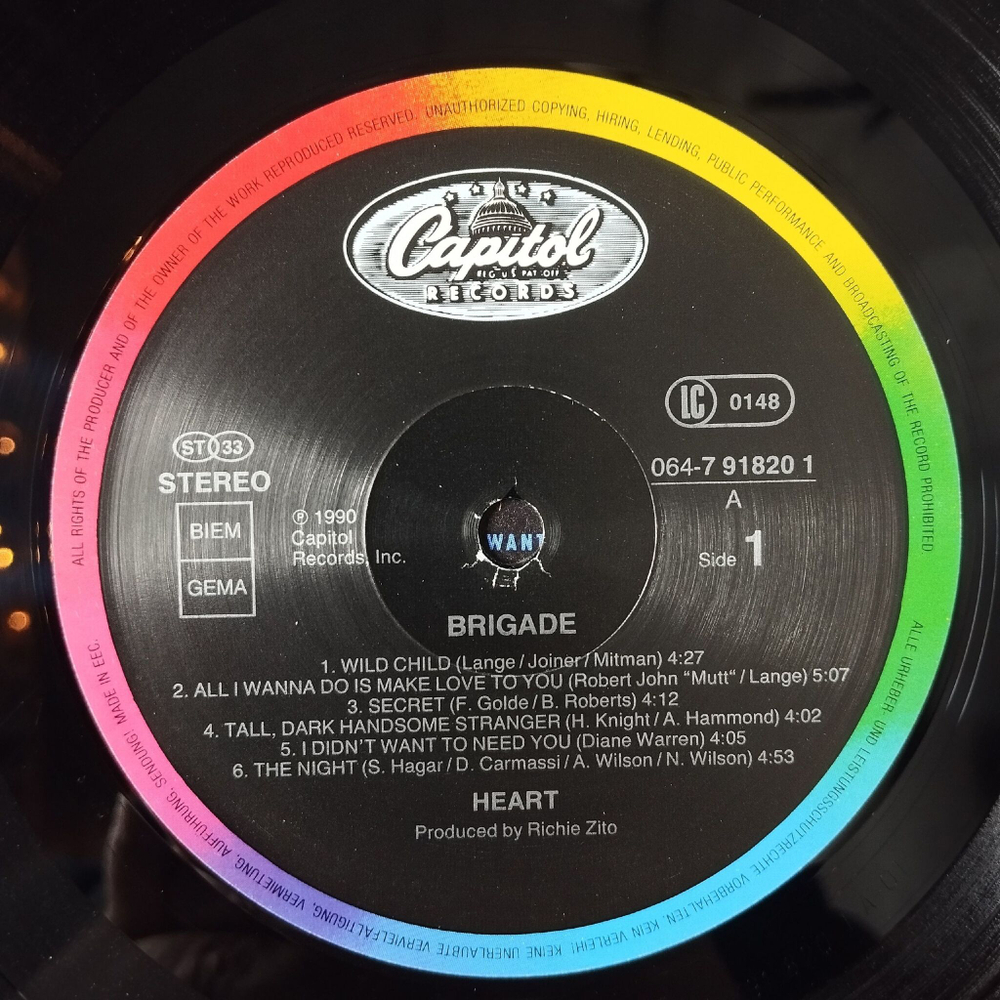 ALL RIGHTS OF THE PRODUCER AND OF THE OWNER OF THE WORK REPRODUCED RESERVED. UNAUTHORIZED COPYING, HIRING, LENDING, PUBLIC PERFORMANCE AND BROADCASTING OF THE RECORD PROHIBITED
Capitol
REG U.S PAT OFF
RECORDS
LC 0148
ST 33
STEREO
BIEM
GEMA
℗ 1990
Capitol
Records, Inc.
WANT
064-7 91820 1
A
Side 1
BRIGADE
1. WILD CHILD (Lange / Joiner / Mitman) 4:27
2. ALL I WANNA DO IS MAKE LOVE TO YOU (Robert John "Mutt“ / Lange) 5:07
3. SECRET (F. Golde / B. Roberts) 4:12
4. TALL, DARK HANDSOME STRANGER (H. Knight / A. Hammond) 4:02
5. I DIDN'T WANT TO NEED YOU (Diane Warren) 4:05
6. THE NIGHT (S. Hagar / D. Carmassi / A. Wilson / N. Wilson) 4:53
HEART
Produced by Richie Zito
ALLE URHEBER UND LEISTUNGSSCHUTZRECHTE VORBEHALTEN. KEIN VERLEIH! KEINE UNERLAUBTE VERVIELFÄLTIGUNG, VERMIETUNG, AUFFÜHRUNG, SENDUNG! MADE IN EEC.